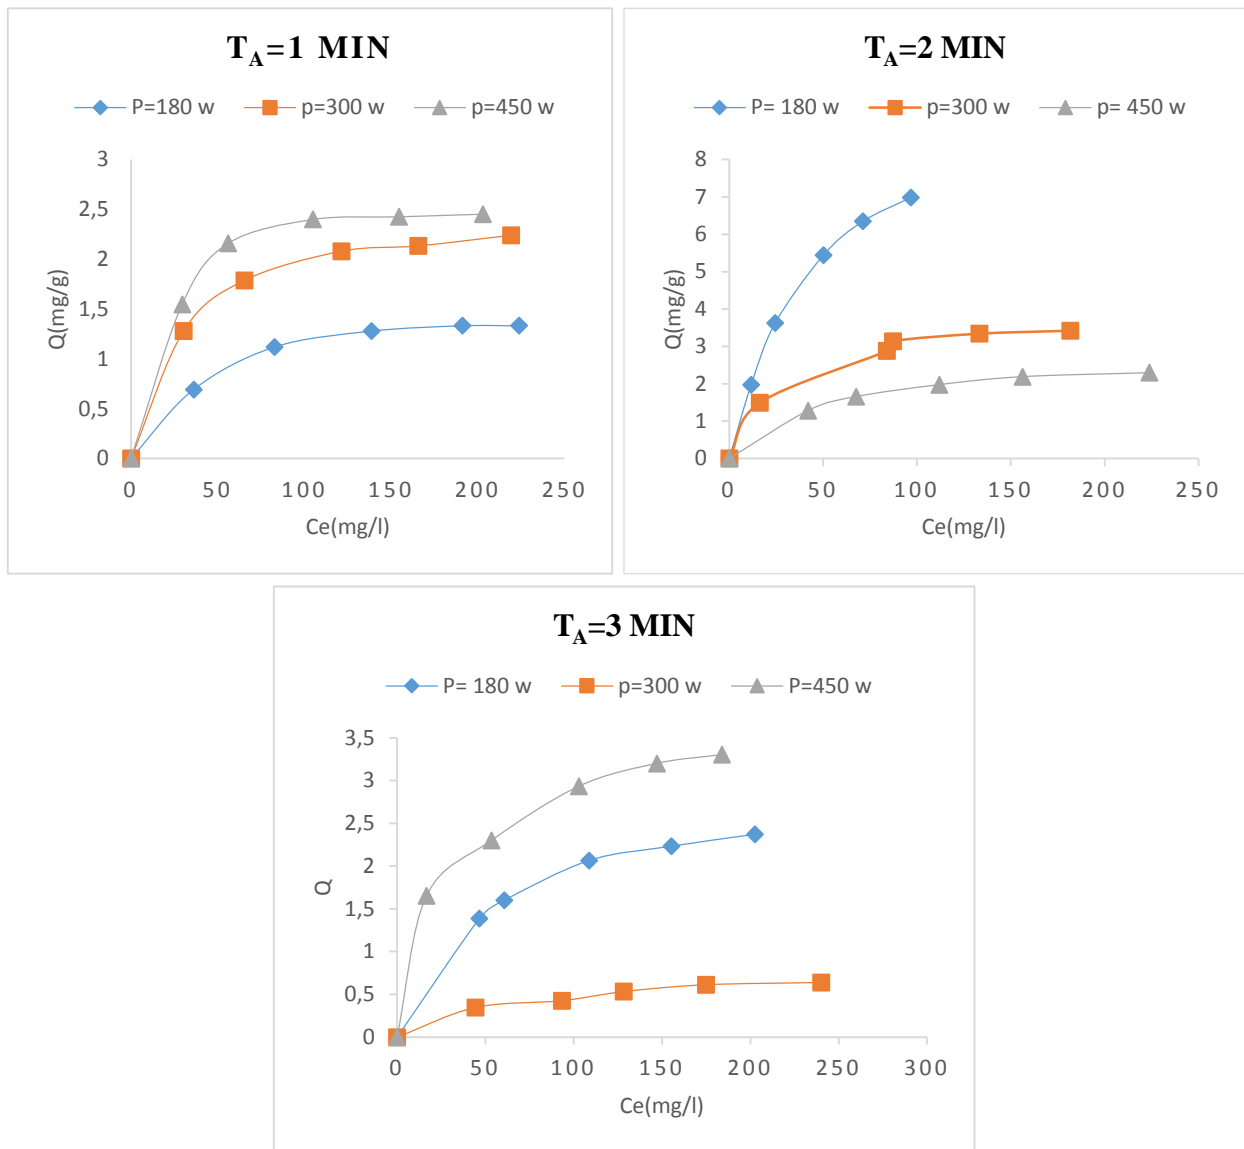 T_A=1 MIN
P=180 w p=300 w p=450 w
3
2,5
2
1,5
1
0,5
0
Q(mg/g)
0 50 100 150 200 250
Ce(mg/l)
T_A=2 MIN
P= 180 w p=300 w p= 450 w
8
7
6
5
4
3
2
1
0
Q(mg/g)
0 50 100 150 200 250
Ce(mg/l)
T_A=3 MIN
P= 180 w p=300 w P=450 w
3,5
3
2,5
2
1,5
1
0,5
0
Q
0 50 100 150 200 250 300
Ce(mg/l)